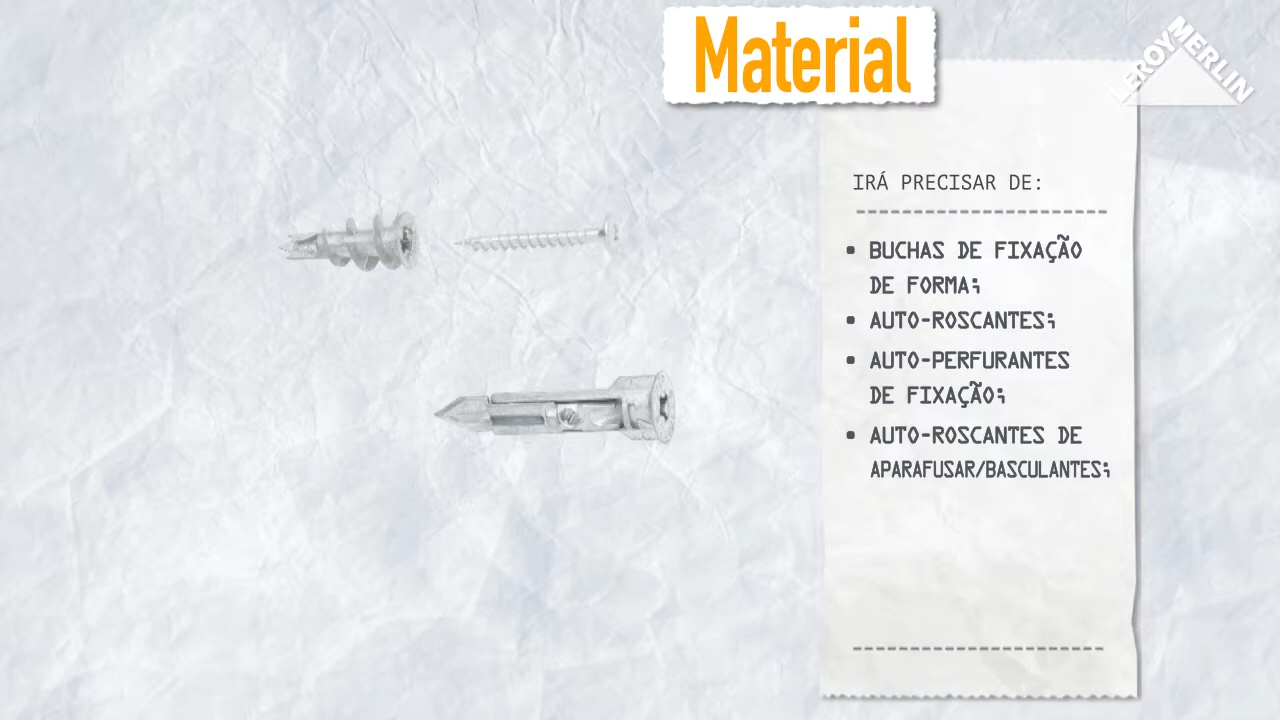 Material
LEROY MERLIN
IRÁ PRECISAR DE:
• BUCHAS DE FIXAÇÃO
DE FORMA;
• AUTO-ROSCANTES;
• AUTO-PERFURANTES
DE FIXAÇÃO;
• AUTO-ROSCANTES DE
APARAFUSAR/BASCULANTES;